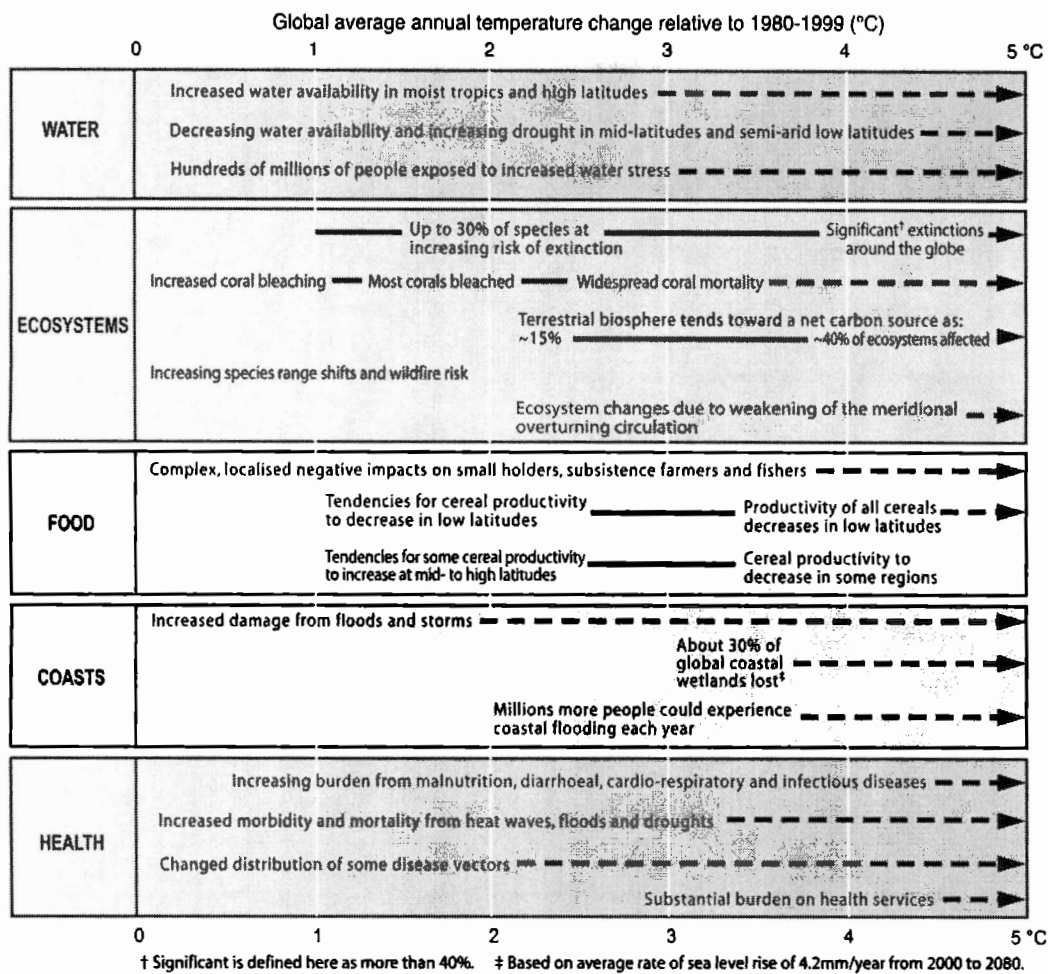 Global average annual temperature change relative to 1980-1999 (°C)
0 1 2 3 4 5 °C
WATER
Increased water availability in moist tropics and high latitudes
Decreasing water availability and increasing drought in mid-latitudes and semi-arid low latitudes
Hundreds of millions of people exposed to increased water stress
ECOSYSTEMS
Up to 30% of species at
increasing risk of extinction
Significant† extinctions
around the globe
Increased coral bleaching Most corals bleached Widespread coral mortality
Terrestrial biosphere tends toward a net carbon source as:
~15% ~40% of ecosystems affected
Increasing species range shifts and wildfire risk
Ecosystem changes due to weakening of the meridional
overturning circulation
FOOD
Complex, localised negative impacts on small holders, subsistence farmers and fishers
Tendencies for cereal productivity
to decrease in low latitudes
Productivity of all cereals
decreases in low latitudes
Tendencies for some cereal productivity
to increase at mid- to high latitudes
Cereal productivity to
decrease in some regions
COASTS
Increased damage from floods and storms
About 30% of
global coastal
wetlands lost‡
Millions more people could experience
coastal flooding each year
HEALTH
Increasing burden from malnutrition, diarrhoeal, cardio-respiratory and infectious diseases
Increased morbidity and mortality from heat waves, floods and droughts
Changed distribution of some disease vectors
Substantial burden on health services
0 1 2 3 4 5 °C
† Significant is defined here as more than 40%. ‡ Based on average rate of sea level rise of 4.2mm/year from 2000 to 2080.